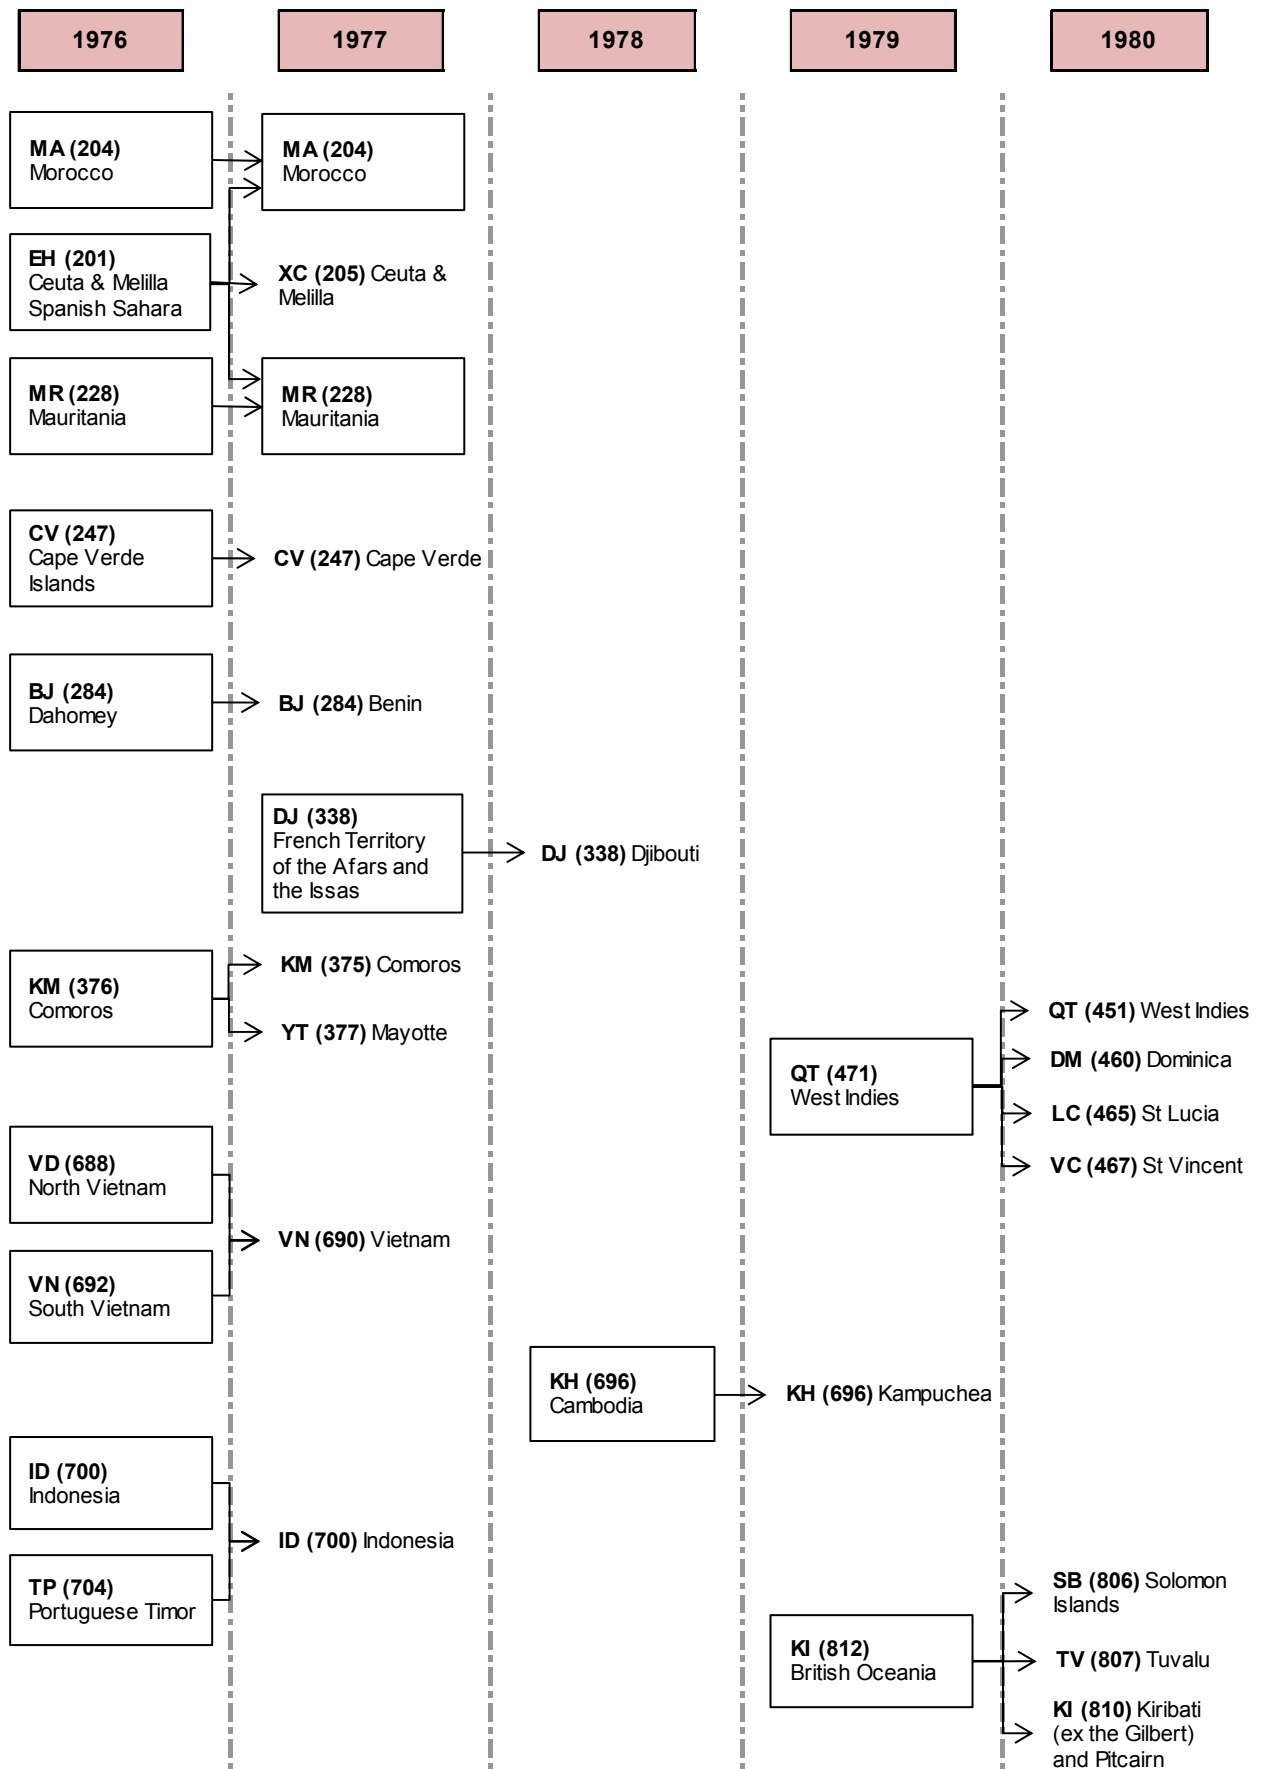 1976
1977
1978
1979
1980
MA (204)
Morocco
MA (204)
Morocco
EH (201)
Ceuta & Melilla
Spanish Sahara
XC (205) Ceuta &
Melilla
MR (228)
Mauritania
MR (228)
Mauritania
CV (247)
Cape Verde
Islands
CV (247) Cape Verde
BJ (284)
Dahomey
BJ (284) Benin
DJ (338)
French Territory
of the Afars and
the Issas
DJ (338) Djibouti
KM (376)
Comoros
KM (375) Comoros
YT (377) Mayotte
QT (471)
West Indies
QT (451) West Indies
DM (460) Dominica
LC (465) St Lucia
VC (467) St Vincent
VD (688)
North Vietnam
VN (692)
South Vietnam
VN (690) Vietnam
KH (696)
Cambodia
KH (696) Kampuchea
ID (700)
Indonesia
TP (704)
Portuguese Timor
ID (700) Indonesia
KI (812)
British Oceania
SB (806) Solomon
Islands
TV (807) Tuvalu
KI (810) Kiribati
(ex the Gilbert)
and Pitcairn